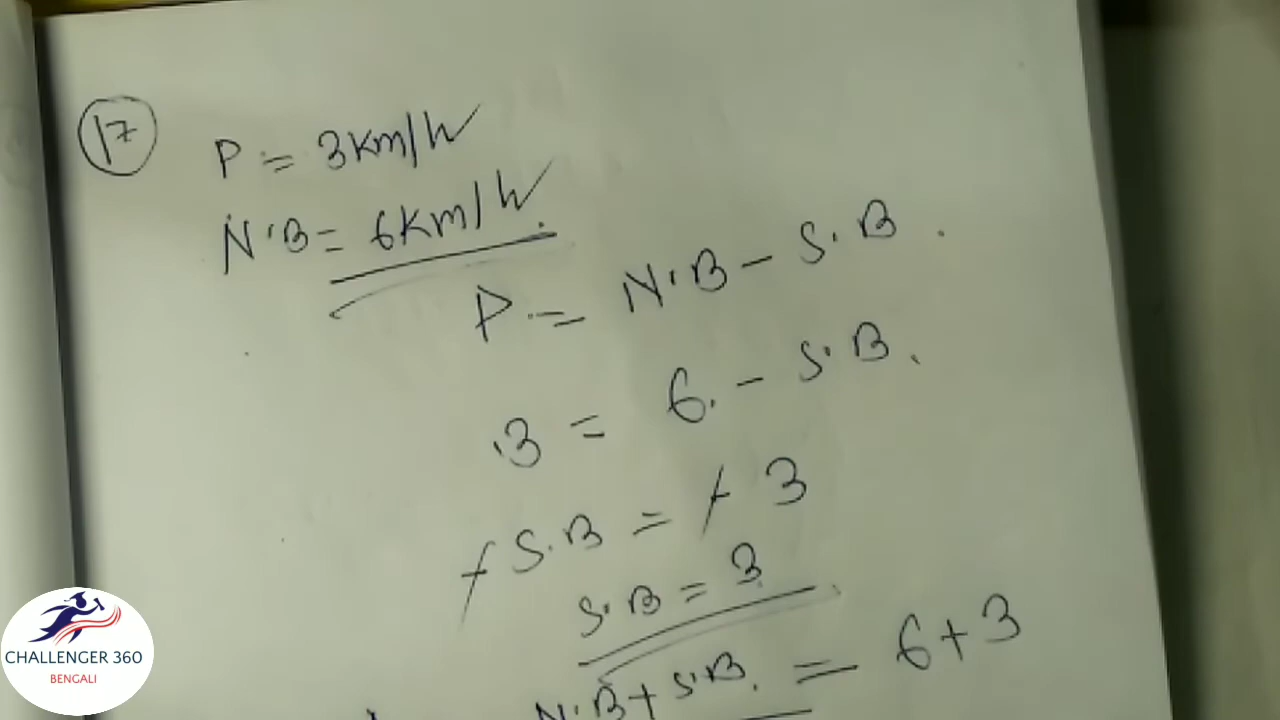 17
P = 3km/h
N.B = 6km/h.
P = N.B - S.B.
3 = 6. - S.B.
- S.B = - 3
S.B = 3
N.B + S.B. = 6+3
CHALLENGER 360
BENGALI